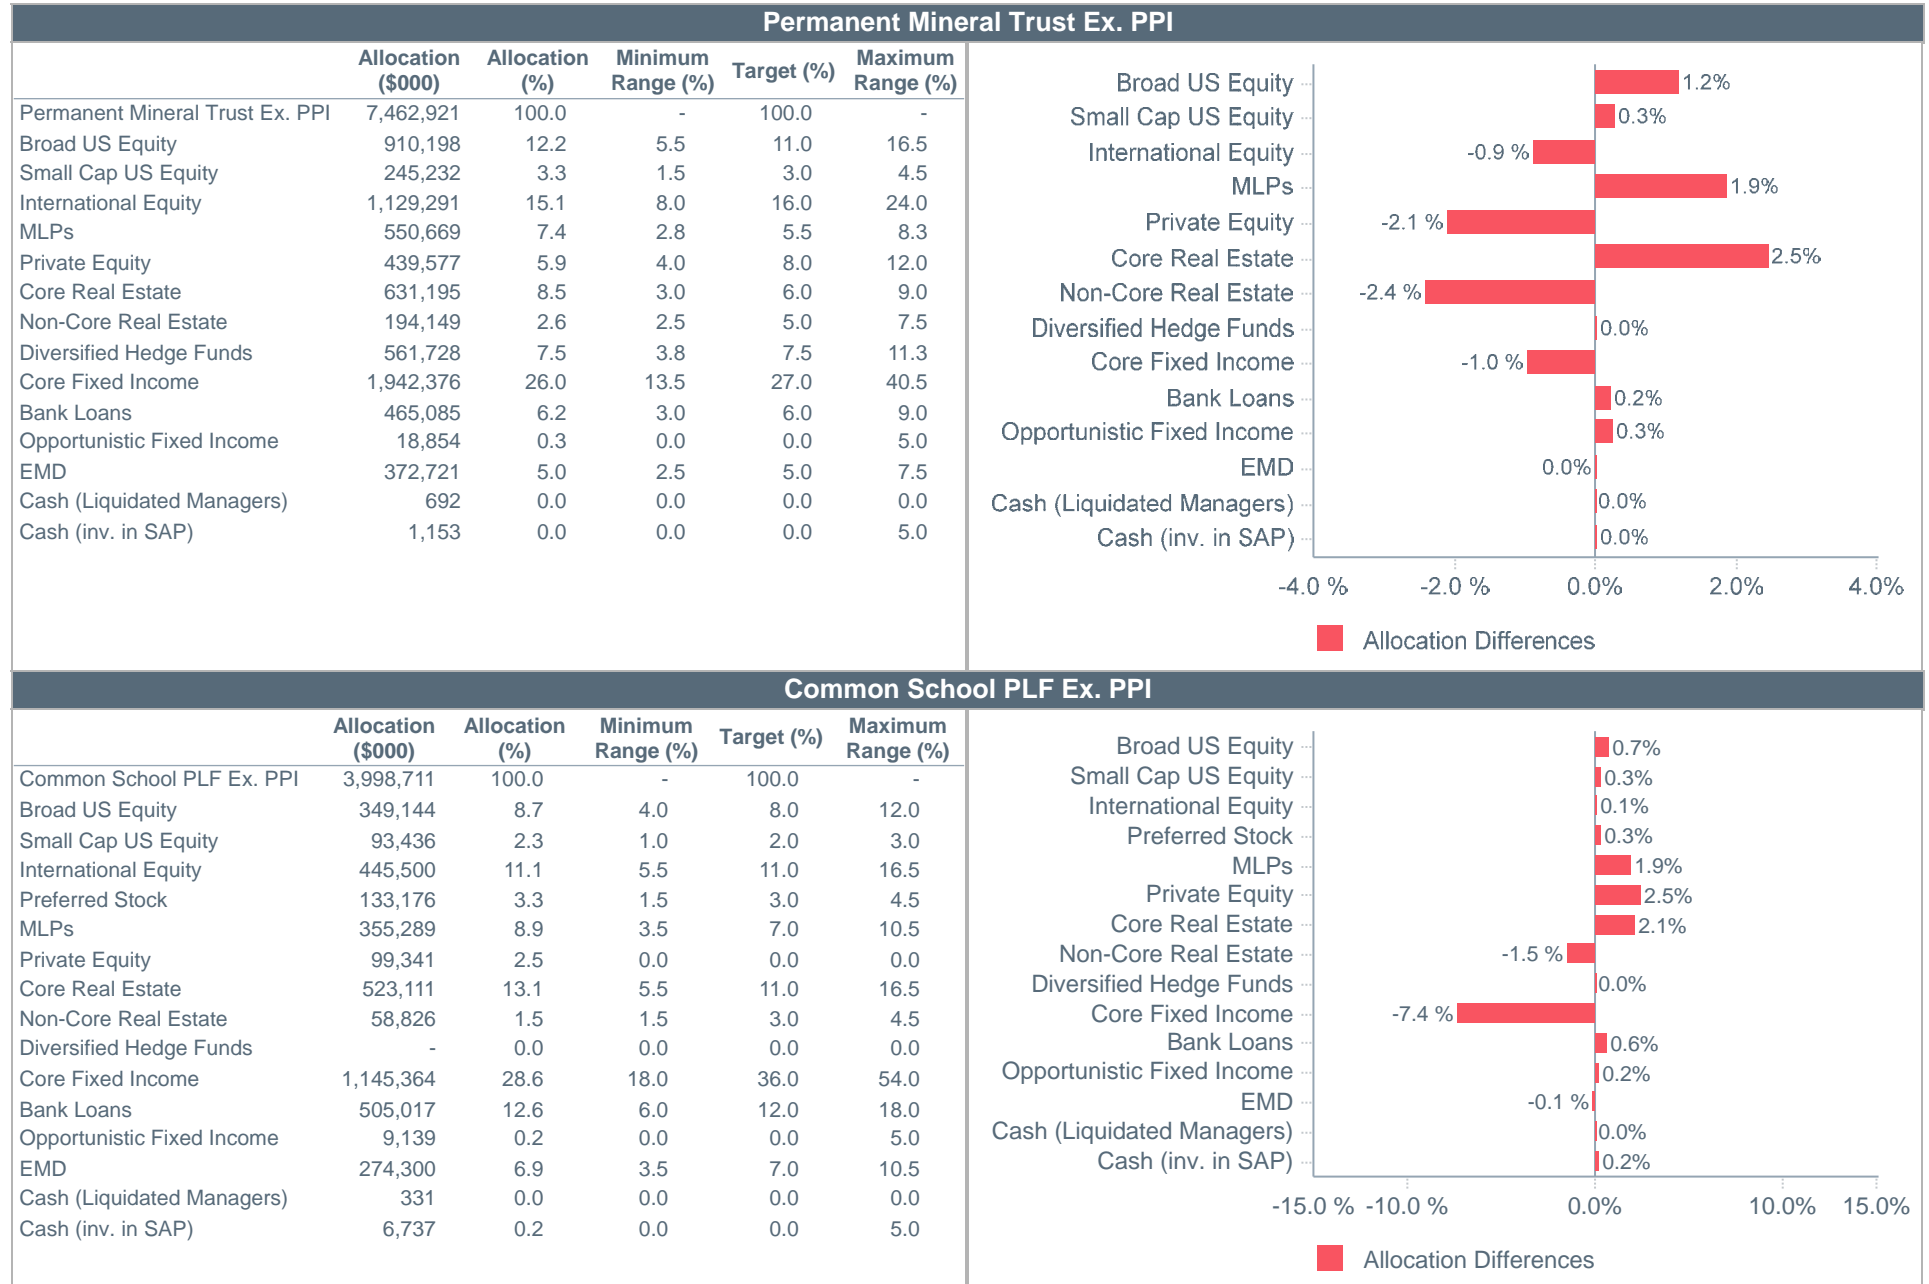 Permanent Mineral Trust Ex. PPI
Allocation ($000) Allocation (%) Minimum Range (%) Target (%) Maximum Range (%)
Permanent Mineral Trust Ex. PPI 7,462,921 100.0 - 100.0 -
Broad US Equity 910,198 12.2 5.5 11.0 16.5
Small Cap US Equity 245,232 3.3 1.5 3.0 4.5
International Equity 1,129,291 15.1 8.0 16.0 24.0
MLPs 550,669 7.4 2.8 5.5 8.3
Private Equity 439,577 5.9 4.0 8.0 12.0
Core Real Estate 631,195 8.5 3.0 6.0 9.0
Non-Core Real Estate 194,149 2.6 2.5 5.0 7.5
Diversified Hedge Funds 561,728 7.5 3.8 7.5 11.3
Core Fixed Income 1,942,376 26.0 13.5 27.0 40.5
Bank Loans 465,085 6.2 3.0 6.0 9.0
Opportunistic Fixed Income 18,854 0.3 0.0 0.0 5.0
EMD 372,721 5.0 2.5 5.0 7.5
Cash (Liquidated Managers) 692 0.0 0.0 0.0 0.0
Cash (inv. in SAP) 1,153 0.0 0.0 0.0 5.0
Broad US Equity 1.2%
Small Cap US Equity 0.3%
International Equity -0.9 %
MLPs 1.9%
Private Equity -2.1 %
Core Real Estate 2.5%
Non-Core Real Estate -2.4 %
Diversified Hedge Funds 0.0%
Core Fixed Income -1.0 %
Bank Loans 0.2%
Opportunistic Fixed Income 0.3%
EMD 0.0%
Cash (Liquidated Managers) 0.0%
Cash (inv. in SAP) 0.0%
-4.0 % -2.0 % 0.0% 2.0% 4.0%
Allocation Differences
Common School PLF Ex. PPI
Allocation ($000) Allocation (%) Minimum Range (%) Target (%) Maximum Range (%)
Common School PLF Ex. PPI 3,998,711 100.0 - 100.0 -
Broad US Equity 349,144 8.7 4.0 8.0 12.0
Small Cap US Equity 93,436 2.3 1.0 2.0 3.0
International Equity 445,500 11.1 5.5 11.0 16.5
Preferred Stock 133,176 3.3 1.5 3.0 4.5
MLPs 355,289 8.9 3.5 7.0 10.5
Private Equity 99,341 2.5 0.0 0.0 0.0
Core Real Estate 523,111 13.1 5.5 11.0 16.5
Non-Core Real Estate 58,826 1.5 1.5 3.0 4.5
Diversified Hedge Funds - 0.0 0.0 0.0 0.0
Core Fixed Income 1,145,364 28.6 18.0 36.0 54.0
Bank Loans 505,017 12.6 6.0 12.0 18.0
Opportunistic Fixed Income 9,139 0.2 0.0 0.0 5.0
EMD 274,300 6.9 3.5 7.0 10.5
Cash (Liquidated Managers) 331 0.0 0.0 0.0 0.0
Cash (inv. in SAP) 6,737 0.2 0.0 0.0 5.0
Broad US Equity 0.7%
Small Cap US Equity 0.3%
International Equity 0.1%
Preferred Stock 0.3%
MLPs 1.9%
Private Equity 2.5%
Core Real Estate 2.1%
Non-Core Real Estate -1.5 %
Diversified Hedge Funds 0.0%
Core Fixed Income -7.4 %
Bank Loans 0.6%
Opportunistic Fixed Income 0.2%
EMD -0.1 %
Cash (Liquidated Managers) 0.0%
Cash (inv. in SAP) 0.2%
-15.0 % -10.0 % 0.0% 10.0% 15.0%
Allocation Differences